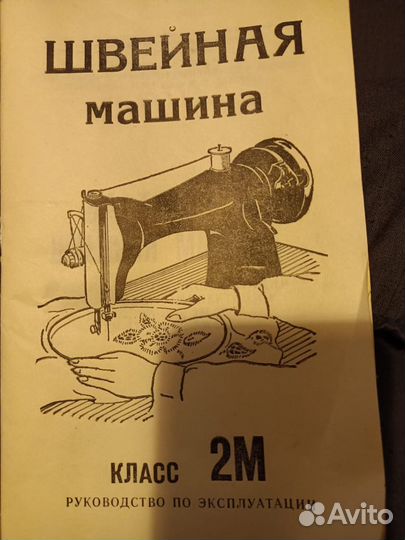 ШВЕЙНАЯ
машина
КЛАСС 2М
РУКОВОДСТВО ПО ЭКСПЛУАТАЦИИ
Avito